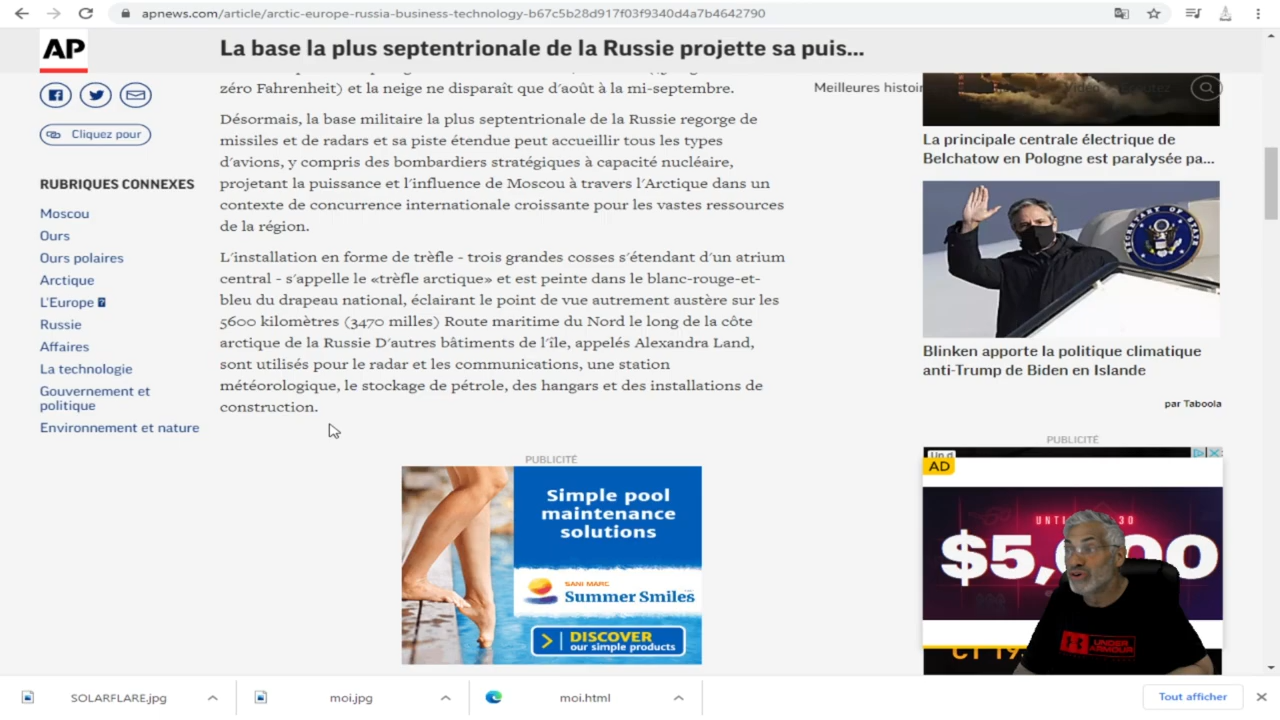 apnews.com/article/arctic-europe-russia-business-technology-b67c5b28d917f03f9340d4a7b4642790
AP
La base la plus septentrionale de la Russie projette sa puis...
zéro Fahrenheit) et la neige ne disparaît que d'août à la mi-septembre.
Meilleures histoir
Cliquez pour
Désormais, la base militaire la plus septentrionale de la Russie regorge de
missiles et de radars et sa piste étendue peut accueillir tous les types
d'avions, y compris des bombardiers stratégiques à capacité nucléaire,
projetant la puissance et l'influence de Moscou à travers l'Arctique dans un
contexte de concurrence internationale croissante pour les vastes ressources
de la région.
L'installation en forme de trèfle - trois grandes cosses s'étendant d'un atrium
central - s'appelle le «trèfle arctique» et est peinte dans le blanc-rouge-et-
bleu du drapeau national, éclairant le point de vue autrement austère sur les
5600 kilomètres (3470 milles) Route maritime du Nord le long de la côte
arctique de la Russie D'autres bâtiments de l'île, appelés Alexandra Land,
sont utilisés pour le radar et les communications, une station
météorologique, le stockage de pétrole, des hangars et des installations de
construction.
RUBRIQUES CONNEXES
Moscou
Ours
Ours polaires
Arctique
L'Europe
Russie
Affaires
La technologie
Gouvernement et
politique
Environnement et nature
La principale centrale électrique de
Belchatow en Pologne est paralysée pa...
Blinken apporte la politique climatique
anti-Trump de Biden en Islande
par Taboola
PUBLICITÉ
Simple pool
maintenance
solutions
SANI MARC
Summer Smiles
DISCOVER
our simple products
PUBLICITÉ
AD
UNDER
ARMOUR
SOLARFLARE.jpg
moi.jpg
moi.html
Tout afficher